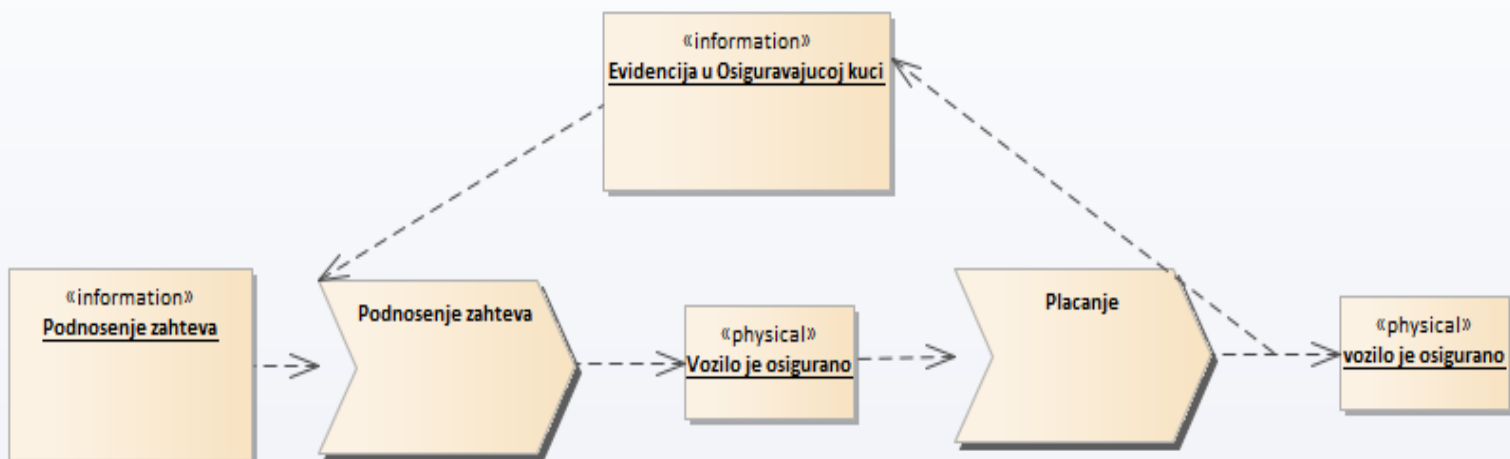 «information»
Evidencija u Osiguravajucoj kuci
«information»
Podnosenje zahteva
Podnosenje zahteva
«physical»
Vozilo je osigurano
Placanje
«physical»
vozilo je osigurano